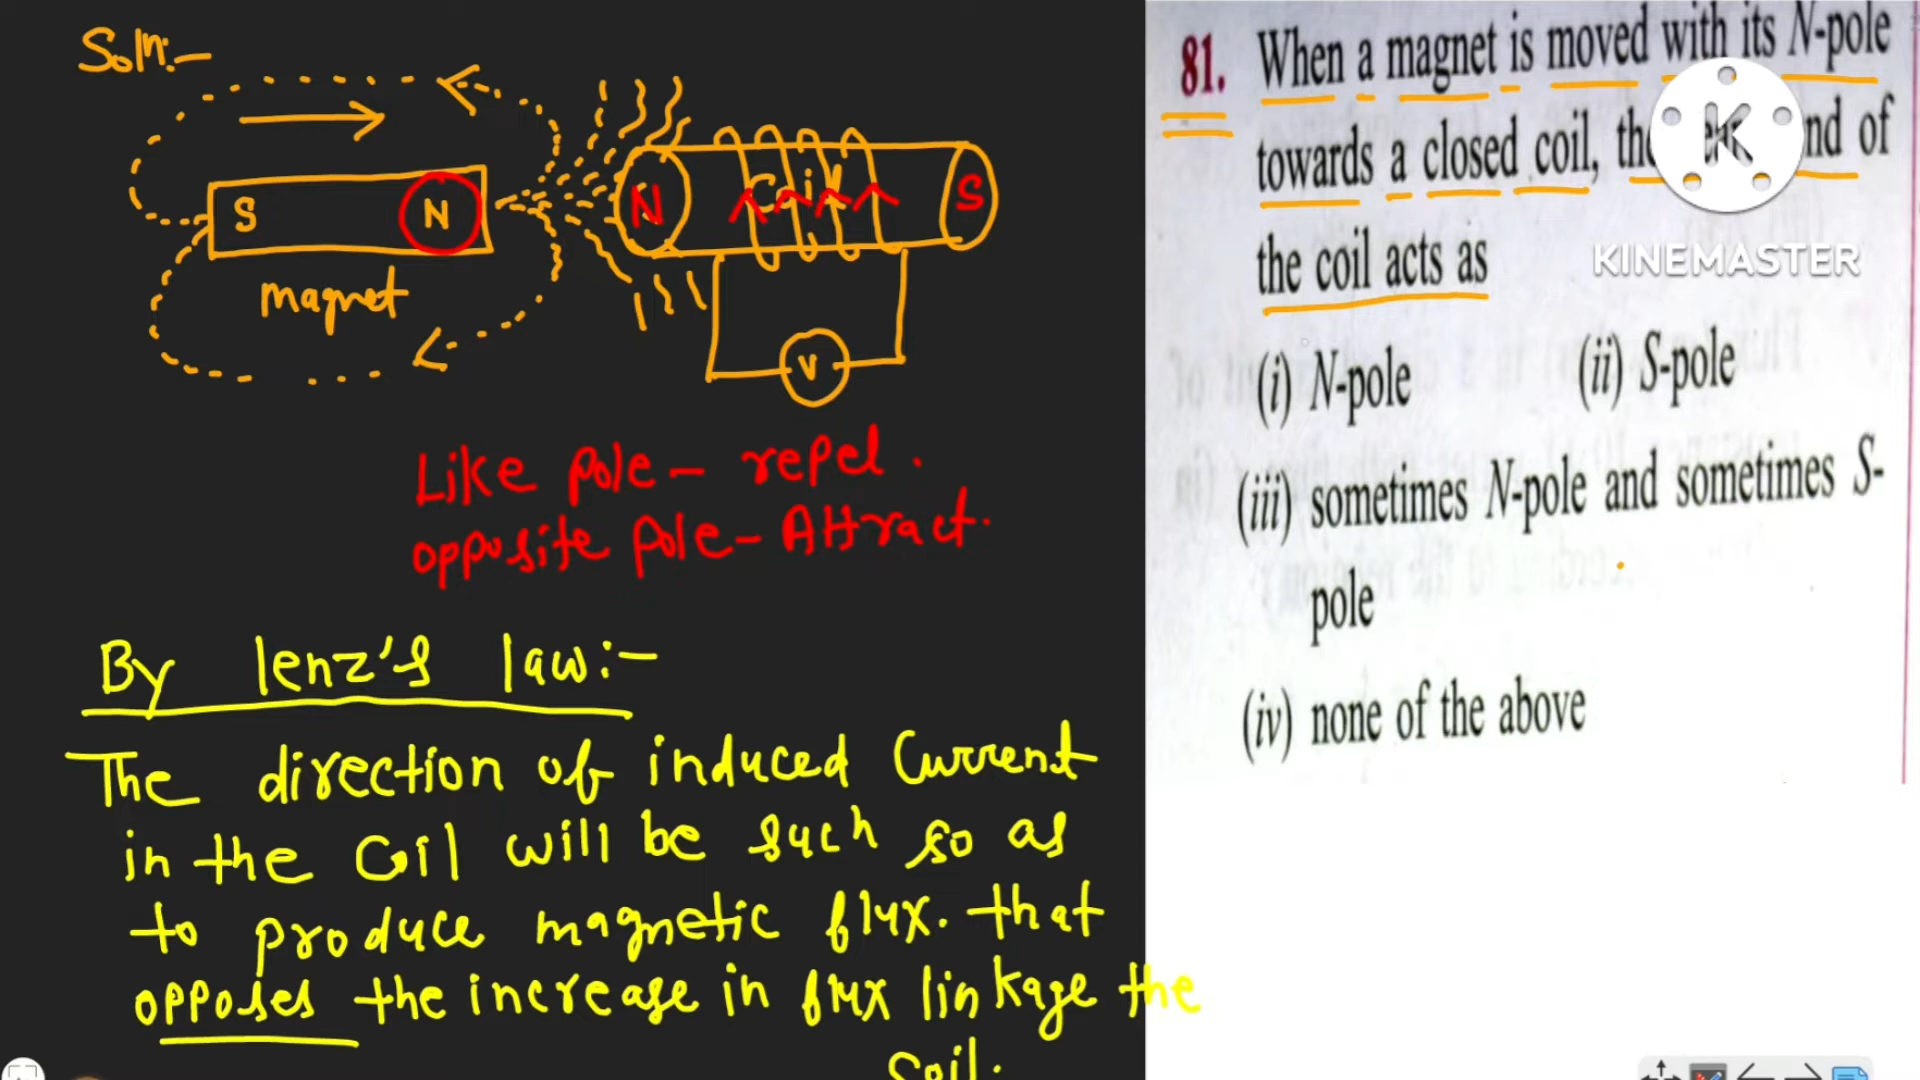 Soln:-
S
N
magnet
N
Coil
S
V
Like pole - repel.
opposite pole - Attract.
By lenz's law:-
The direction of induced Current
in the Coil will be such so as
to produce magnetic flux. that
opposes the increase in flux linkage the
Coil.
81. When a magnet is moved with its N-pole
towards a closed coil, the nd of
the coil acts as
(i) N-pole (ii) S-pole
(iii) sometimes N-pole and sometimes S-
pole
(iv) none of the above
K
KINEMASTER